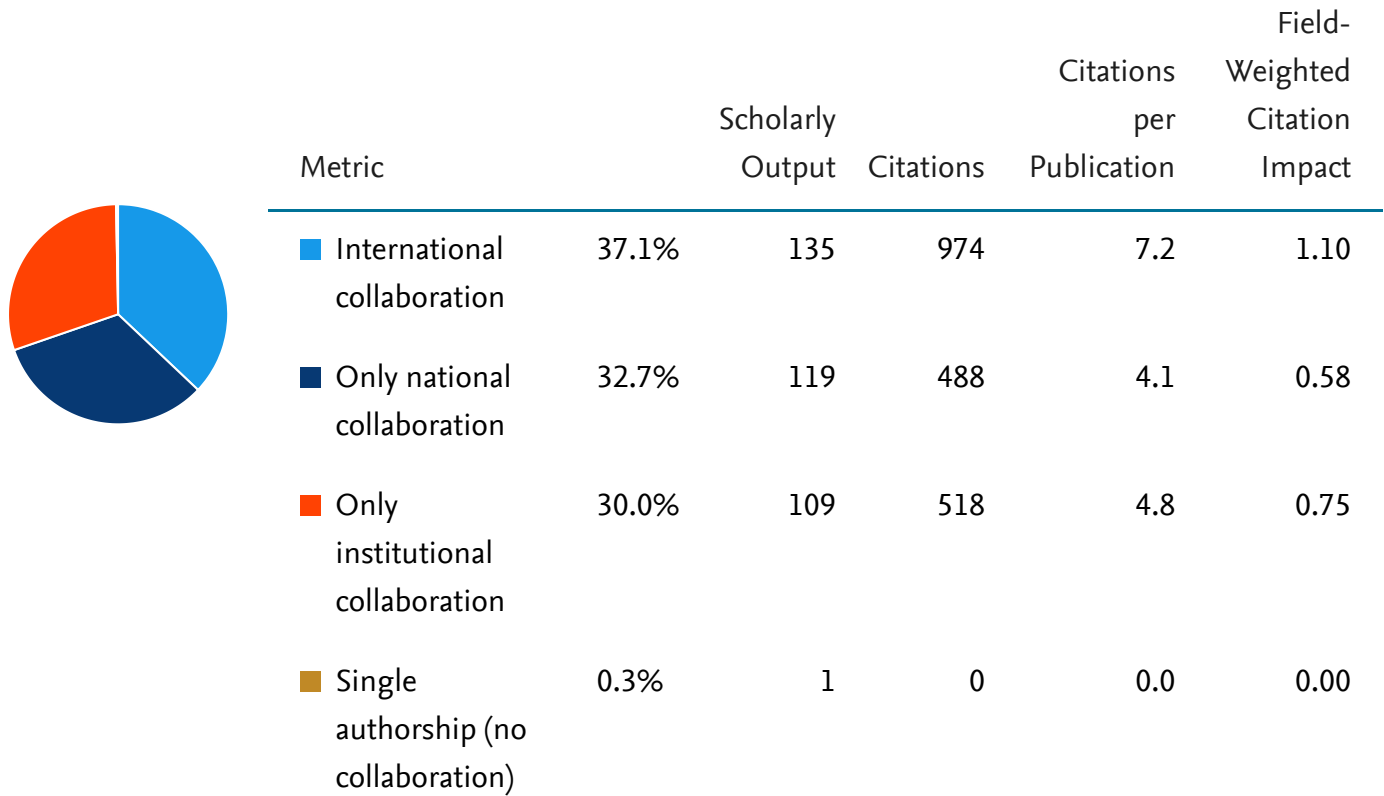 Field-
Citations Weighted
Scholarly per Citation
Metric Output Citations Publication Impact
International 37.1% 135 974 7.2 1.10
collaboration
Only national 32.7% 119 488 4.1 0.58
collaboration
Only 30.0% 109 518 4.8 0.75
institutional
collaboration
Single 0.3% 1 0 0.0 0.00
authorship (no
collaboration)